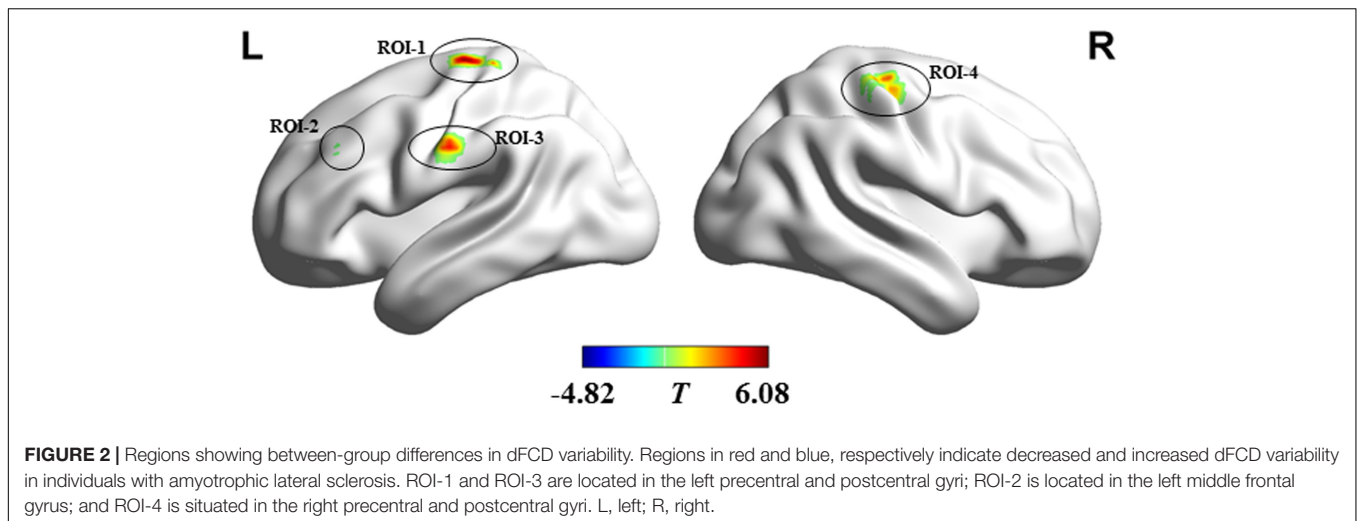 L
R
ROI-1
ROI-4
ROI-2
ROI-3
-4.82 T 6.08
FIGURE 2 | Regions showing between-group differences in dFCD variability. Regions in red and blue, respectively indicate decreased and increased dFCD variability
in individuals with amyotrophic lateral sclerosis. ROI-1 and ROI-3 are located in the left precentral and postcentral gyri; ROI-2 is located in the left middle frontal
gyrus; and ROI-4 is situated in the right precentral and postcentral gyri. L, left; R, right.